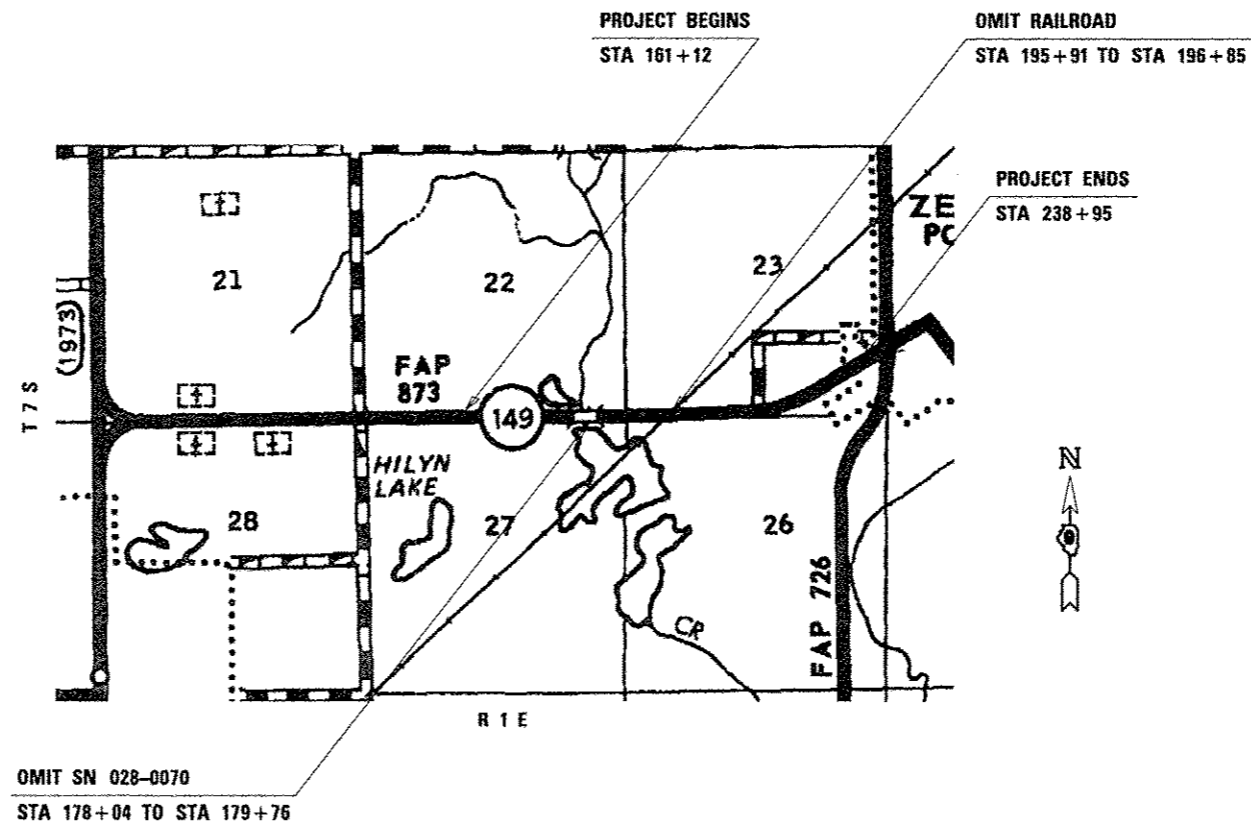 PROJECT BEGINS
STA 161+12
OMIT RAILROAD
STA 195+91 TO STA 196+85
PROJECT ENDS
STA 238+95
ZE
PO
21
22
23
(1973)
T 7 S
FAP
873
149
HILYN
LAKE
28
27
26
N
FAP 726
CR
R 1 E
OMIT SN 028-0070
STA 178+04 TO STA 179+76